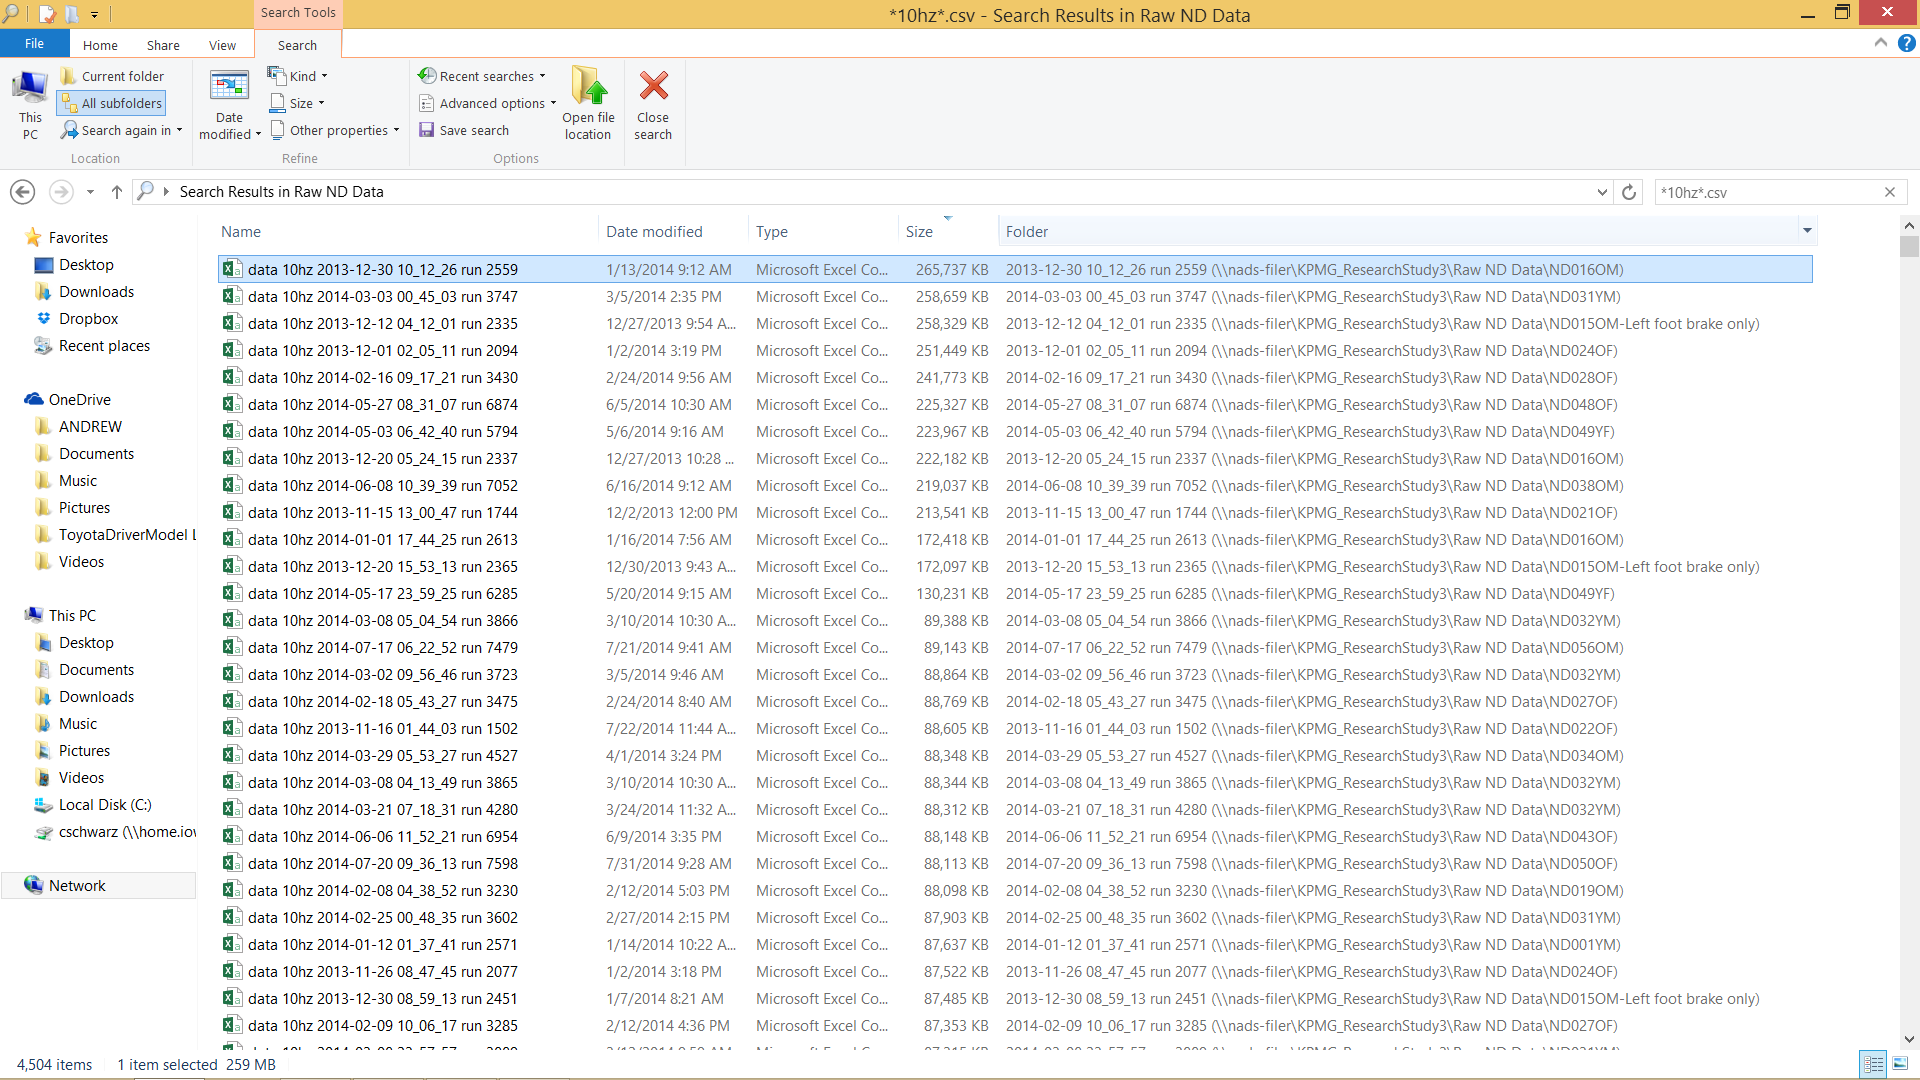 Search Tools
*10hz*.csv - Search Results in Raw ND Data
File Home Share View Search
This PC
Current folder
All subfolders
Search again in
Location
Date modified
Kind
Size
Other properties
Refine
Recent searches
Advanced options
Save search
Options
Open file location
Close search
Search Results in Raw ND Data
*10hz*.csv
Favorites
Desktop
Downloads
Dropbox
Recent places
OneDrive
ANDREW
Documents
Music
Pictures
ToyotaDriverModel
Videos
This PC
Desktop
Documents
Downloads
Music
Pictures
Videos
Local Disk (C:)
cschwarz (\\home.iov
Network
Name Date modified Type Size Folder
data 10hz 2013-12-30 10_12_26 run 2559 1/13/2014 9:12 AM Microsoft Excel Co... 265,737 KB 2013-12-30 10_12_26 run 2559 (\\nads-filer\KPMG_ResearchStudy3\Raw ND Data\ND016OM)
data 10hz 2014-03-03 00_45_03 run 3747 3/5/2014 2:35 PM Microsoft Excel Co... 258,659 KB 2014-03-03 00_45_03 run 3747 (\\nads-filer\KPMG_ResearchStudy3\Raw ND Data\ND031YM)
data 10hz 2013-12-12 04_12_01 run 2335 12/27/2013 9:54 A... Microsoft Excel Co... 258,329 KB 2013-12-12 04_12_01 run 2335 (\\nads-filer\KPMG_ResearchStudy3\Raw ND Data\ND015OM-Left foot brake only)
data 10hz 2013-12-01 02_05_11 run 2094 1/2/2014 3:19 PM Microsoft Excel Co... 251,449 KB 2013-12-01 02_05_11 run 2094 (\\nads-filer\KPMG_ResearchStudy3\Raw ND Data\ND024OF)
data 10hz 2014-02-16 09_17_21 run 3430 2/24/2014 9:56 AM Microsoft Excel Co... 241,773 KB 2014-02-16 09_17_21 run 3430 (\\nads-filer\KPMG_ResearchStudy3\Raw ND Data\ND028OF)
data 10hz 2014-05-27 08_31_07 run 6874 6/5/2014 10:30 AM Microsoft Excel Co... 225,327 KB 2014-05-27 08_31_07 run 6874 (\\nads-filer\KPMG_ResearchStudy3\Raw ND Data\ND048OF)
data 10hz 2014-05-03 06_42_40 run 5794 5/6/2014 9:16 AM Microsoft Excel Co... 223,967 KB 2014-05-03 06_42_40 run 5794 (\\nads-filer\KPMG_ResearchStudy3\Raw ND Data\ND049YF)
data 10hz 2013-12-20 05_24_15 run 2337 12/27/2013 10:28 ... Microsoft Excel Co... 222,182 KB 2013-12-20 05_24_15 run 2337 (\\nads-filer\KPMG_ResearchStudy3\Raw ND Data\ND016OM)
data 10hz 2014-06-08 10_39_39 run 7052 6/16/2014 9:12 AM Microsoft Excel Co... 219,037 KB 2014-06-08 10_39_39 run 7052 (\\nads-filer\KPMG_ResearchStudy3\Raw ND Data\ND038OM)
data 10hz 2013-11-15 13_00_47 run 1744 12/2/2013 12:00 PM Microsoft Excel Co... 213,541 KB 2013-11-15 13_00_47 run 1744 (\\nads-filer\KPMG_ResearchStudy3\Raw ND Data\ND021OF)
data 10hz 2014-01-01 17_44_25 run 2613 1/16/2014 7:56 AM Microsoft Excel Co... 172,418 KB 2014-01-01 17_44_25 run 2613 (\\nads-filer\KPMG_ResearchStudy3\Raw ND Data\ND016OM)
data 10hz 2013-12-20 15_53_13 run 2365 12/30/2013 9:43 A... Microsoft Excel Co... 172,097 KB 2013-12-20 15_53_13 run 2365 (\\nads-filer\KPMG_ResearchStudy3\Raw ND Data\ND015OM-Left foot brake only)
data 10hz 2014-05-17 23_59_25 run 6285 5/20/2014 9:15 AM Microsoft Excel Co... 130,231 KB 2014-05-17 23_59_25 run 6285 (\\nads-filer\KPMG_ResearchStudy3\Raw ND Data\ND049YF)
data 10hz 2014-03-08 05_04_54 run 3866 3/10/2014 10:30 A... Microsoft Excel Co... 89,388 KB 2014-03-08 05_04_54 run 3866 (\\nads-filer\KPMG_ResearchStudy3\Raw ND Data\ND032YM)
data 10hz 2014-07-17 06_22_52 run 7479 7/21/2014 9:41 AM Microsoft Excel Co... 89,143 KB 2014-07-17 06_22_52 run 7479 (\\nads-filer\KPMG_ResearchStudy3\Raw ND Data\ND056OM)
data 10hz 2014-03-02 09_56_46 run 3723 3/5/2014 9:46 AM Microsoft Excel Co... 88,864 KB 2014-03-02 09_56_46 run 3723 (\\nads-filer\KPMG_ResearchStudy3\Raw ND Data\ND032YM)
data 10hz 2014-02-18 05_43_27 run 3475 2/24/2014 8:40 AM Microsoft Excel Co... 88,769 KB 2014-02-18 05_43_27 run 3475 (\\nads-filer\KPMG_ResearchStudy3\Raw ND Data\ND027OF)
data 10hz 2013-11-16 01_44_03 run 1502 7/22/2014 11:44 A... Microsoft Excel Co... 88,605 KB 2013-11-16 01_44_03 run 1502 (\\nads-filer\KPMG_ResearchStudy3\Raw ND Data\ND022OF)
data 10hz 2014-03-29 05_53_27 run 4527 4/1/2014 3:24 PM Microsoft Excel Co... 88,348 KB 2014-03-29 05_53_27 run 4527 (\\nads-filer\KPMG_ResearchStudy3\Raw ND Data\ND034OM)
data 10hz 2014-03-08 04_13_49 run 3865 3/10/2014 10:30 A... Microsoft Excel Co... 88,344 KB 2014-03-08 04_13_49 run 3865 (\\nads-filer\KPMG_ResearchStudy3\Raw ND Data\ND032YM)
data 10hz 2014-03-21 07_18_31 run 4280 3/24/2014 11:32 A... Microsoft Excel Co... 88,312 KB 2014-03-21 07_18_31 run 4280 (\\nads-filer\KPMG_ResearchStudy3\Raw ND Data\ND032YM)
data 10hz 2014-06-06 11_52_21 run 6954 6/9/2014 3:35 PM Microsoft Excel Co... 88,148 KB 2014-06-06 11_52_21 run 6954 (\\nads-filer\KPMG_ResearchStudy3\Raw ND Data\ND043OF)
data 10hz 2014-07-20 09_36_13 run 7598 7/31/2014 9:28 AM Microsoft Excel Co... 88,113 KB 2014-07-20 09_36_13 run 7598 (\\nads-filer\KPMG_ResearchStudy3\Raw ND Data\ND050OF)
data 10hz 2014-02-08 04_38_52 run 3230 2/12/2014 5:03 PM Microsoft Excel Co... 88,098 KB 2014-02-08 04_38_52 run 3230 (\\nads-filer\KPMG_ResearchStudy3\Raw ND Data\ND019OM)
data 10hz 2014-02-25 00_48_35 run 3602 2/27/2014 2:15 PM Microsoft Excel Co... 87,903 KB 2014-02-25 00_48_35 run 3602 (\\nads-filer\KPMG_ResearchStudy3\Raw ND Data\ND031YM)
data 10hz 2014-01-12 01_37_41 run 2571 1/14/2014 10:22 A... Microsoft Excel Co... 87,637 KB 2014-01-12 01_37_41 run 2571 (\\nads-filer\KPMG_ResearchStudy3\Raw ND Data\ND001YM)
data 10hz 2013-11-26 08_47_45 run 2077 1/2/2014 3:18 PM Microsoft Excel Co... 87,522 KB 2013-11-26 08_47_45 run 2077 (\\nads-filer\KPMG_ResearchStudy3\Raw ND Data\ND024OF)
data 10hz 2013-12-30 08_59_13 run 2451 1/7/2014 8:21 AM Microsoft Excel Co... 87,485 KB 2013-12-30 08_59_13 run 2451 (\\nads-filer\KPMG_ResearchStudy3\Raw ND Data\ND015OM-Left foot brake only)
data 10hz 2014-02-09 10_06_17 run 3285 2/12/2014 4:36 PM Microsoft Excel Co... 87,353 KB 2014-02-09 10_06_17 run 3285 (\\nads-filer\KPMG_ResearchStudy3\Raw ND Data\ND027OF)
4,504 items 1 item selected 259 MB